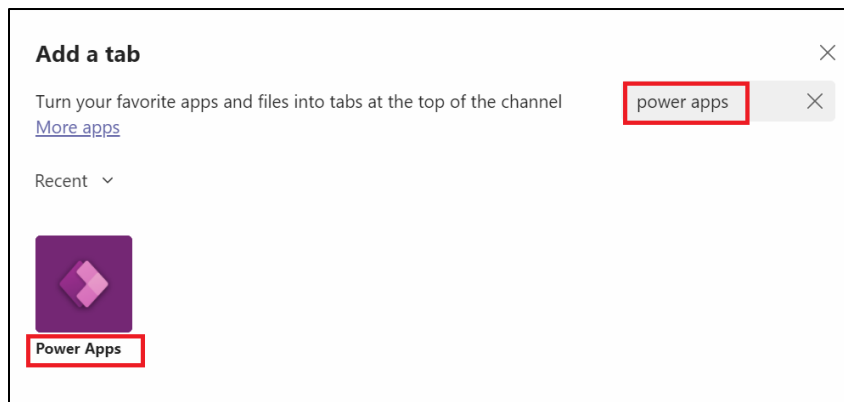 Add a tab
Turn your favorite apps and files into tabs at the top of the channel
power apps
More apps
Recent
Power Apps